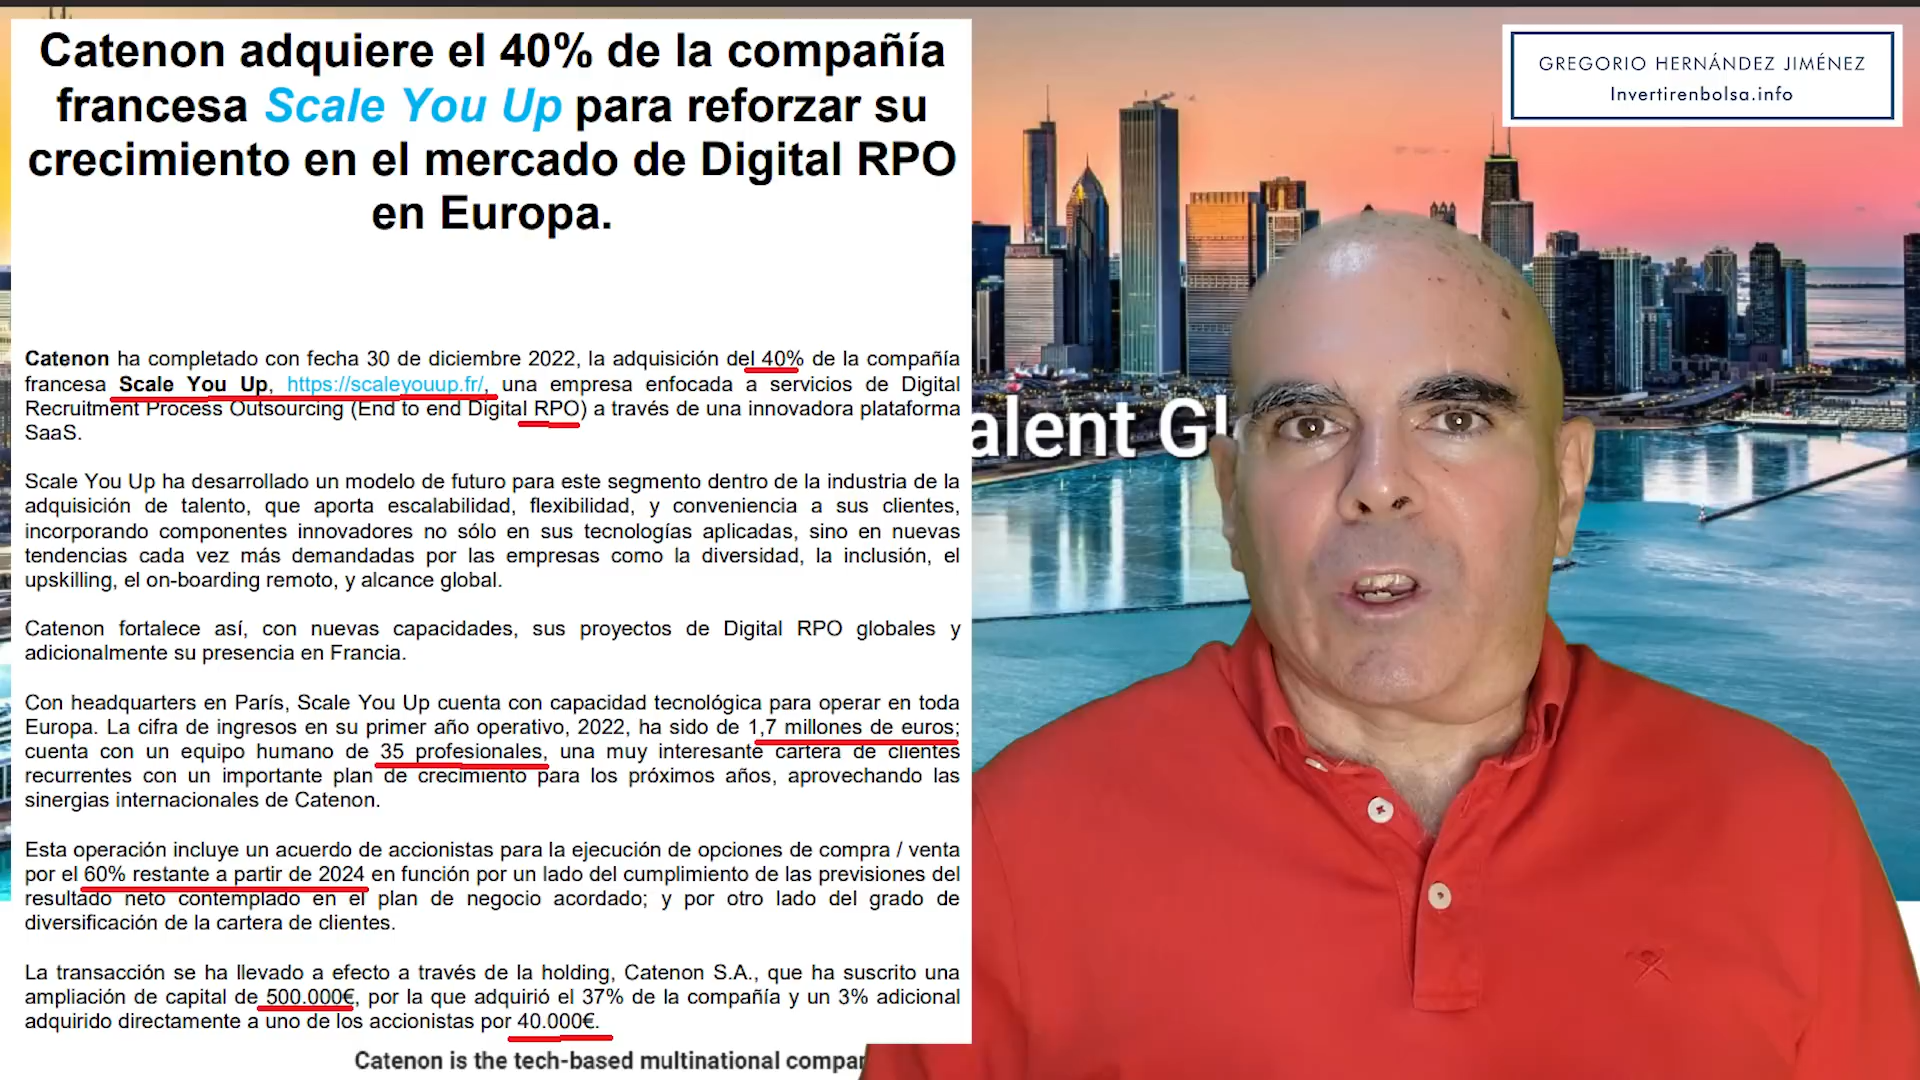 Catenon adquiere el 40% de la compañía
francesa Scale You Up para reforzar su
crecimiento en el mercado de Digital RPO
en Europa.
GREGORIO HERNÁNDEZ JIMÉNEZ
Invertirenbolsa.info
Catenon ha completado con fecha 30 de diciembre 2022, la adquisición del 40% de la compañía
francesa Scale You Up, https://scaleyouup.fr/, una empresa enfocada a servicios de Digital
Recruitment Process Outsourcing (End to end Digital RPO) a través de una innovadora plataforma
SaaS.
Scale You Up ha desarrollado un modelo de futuro para este segmento dentro de la industria de la
adquisición de talento, que aporta escalabilidad, flexibilidad, y conveniencia a sus clientes,
incorporando componentes innovadores no sólo en sus tecnologías aplicadas, sino en nuevas
tendencias cada vez más demandadas por las empresas como la diversidad, la inclusión, el
upskilling, el on-boarding remoto, y alcance global.
Catenon fortalece así, con nuevas capacidades, sus proyectos de Digital RPO globales y
adicionalmente su presencia en Francia.
Con headquarters en París, Scale You Up cuenta con capacidad tecnológica para operar en toda
Europa. La cifra de ingresos en su primer año operativo, 2022, ha sido de 1,7 millones de euros;
cuenta con un equipo humano de 35 profesionales, una muy interesante cartera de clientes
recurrentes con un importante plan de crecimiento para los próximos años, aprovechando las
sinergias internacionales de Catenon.
Esta operación incluye un acuerdo de accionistas para la ejecución de opciones de compra / venta
por el 60% restante a partir de 2024 en función por un lado del cumplimiento de las previsiones del
resultado neto contemplado en el plan de negocio acordado; y por otro lado del grado de
diversificación de la cartera de clientes.
La transacción se ha llevado a efecto a través de la holding, Catenon S.A., que ha suscrito una
ampliación de capital de 500.000€, por la que adquirió el 37% de la compañía y un 3% adicional
adquirido directamente a uno de los accionistas por 40.000€.
alent Gl
Catenon is the tech-based multinational compan